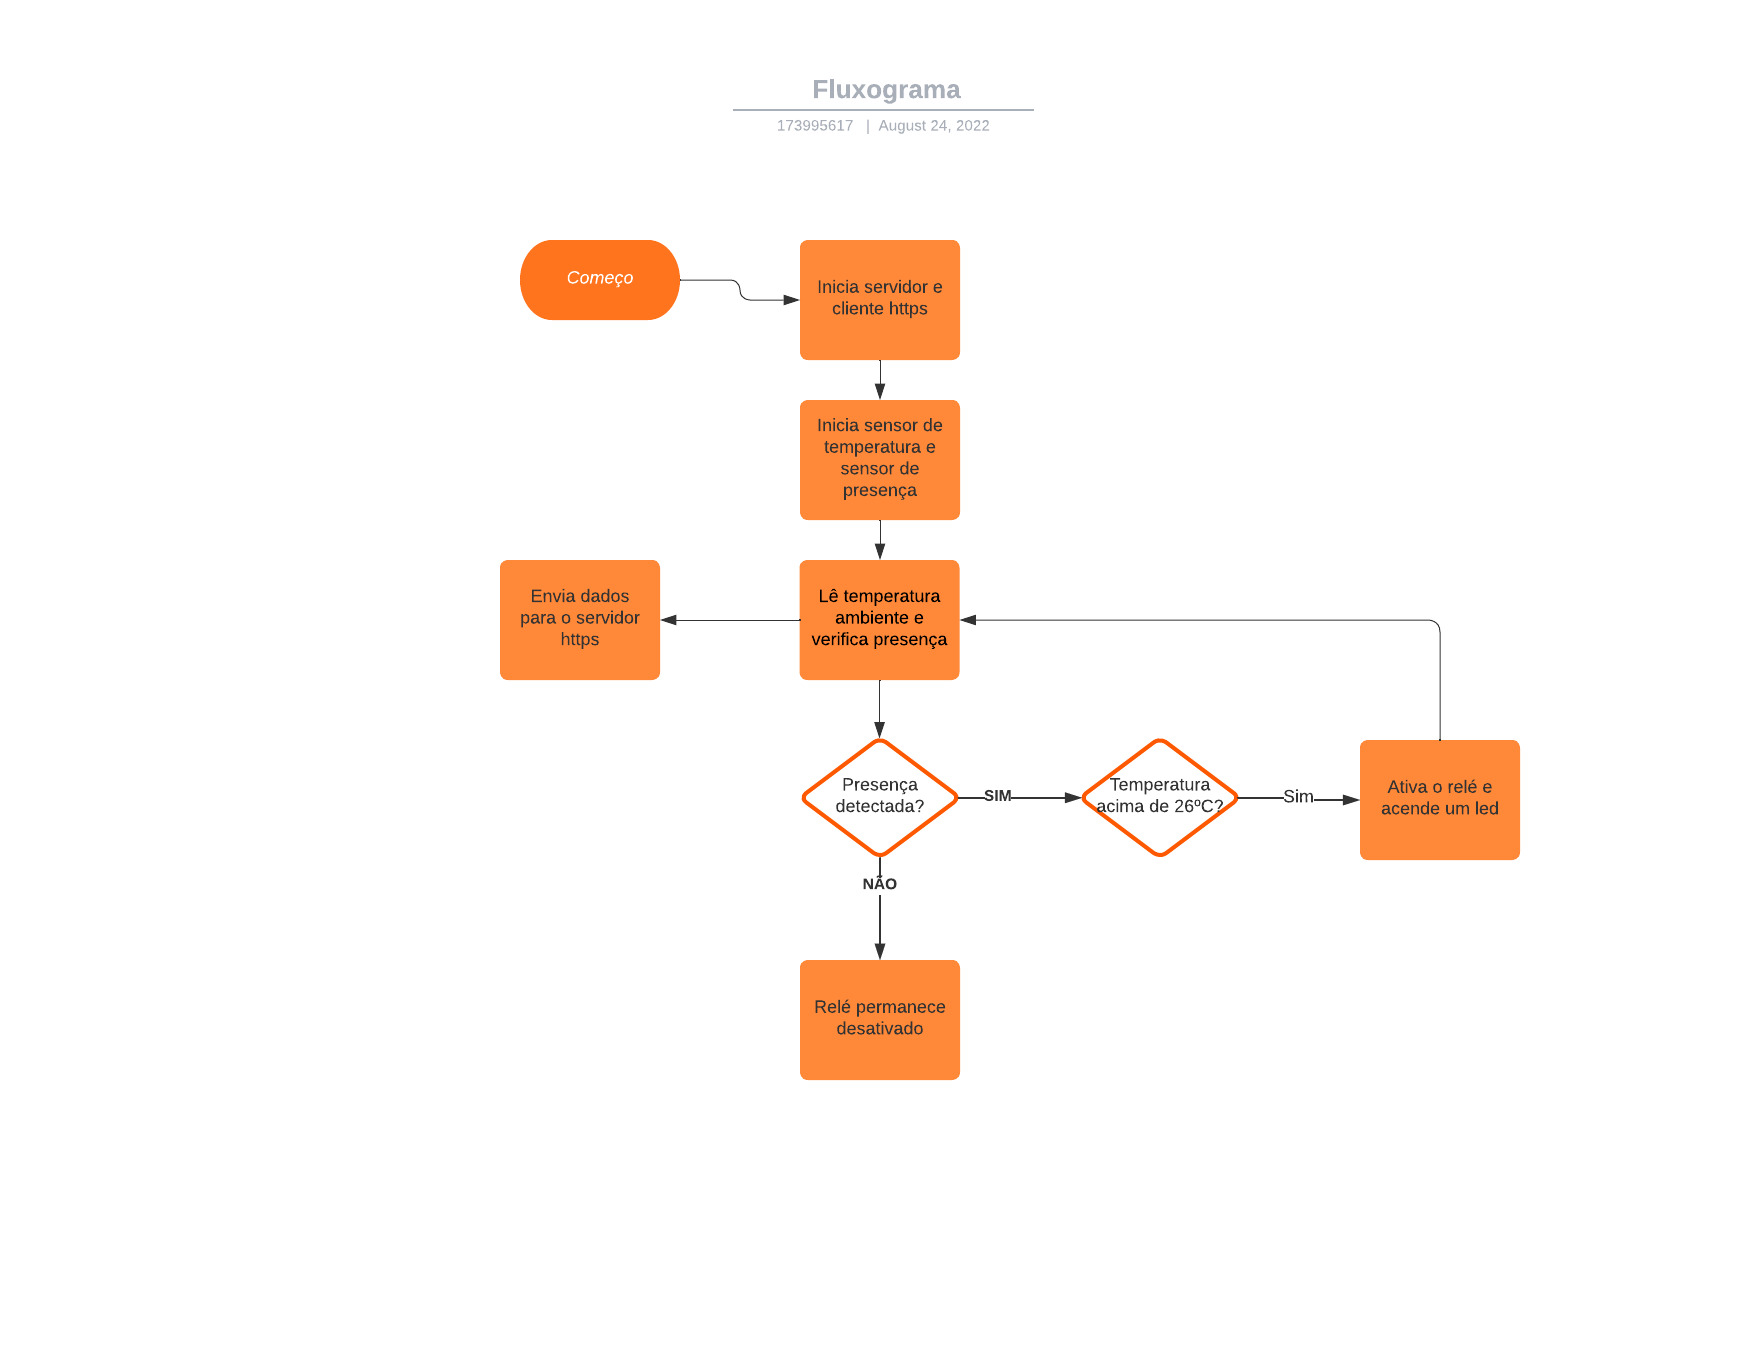 Fluxograma
173995617 | August 24, 2022
Começo
Inicia servidor e
cliente https
Inicia sensor de
temperatura e
sensor de
presença
Envia dados
para o servidor
https
Lê temperatura
ambiente e
verifica presença
Presença
detectada?
SIM
Temperatura
acima de 26ºC?
Sim
Ativa o relé e
acende um led
NÃO
Relé permanece
desativado